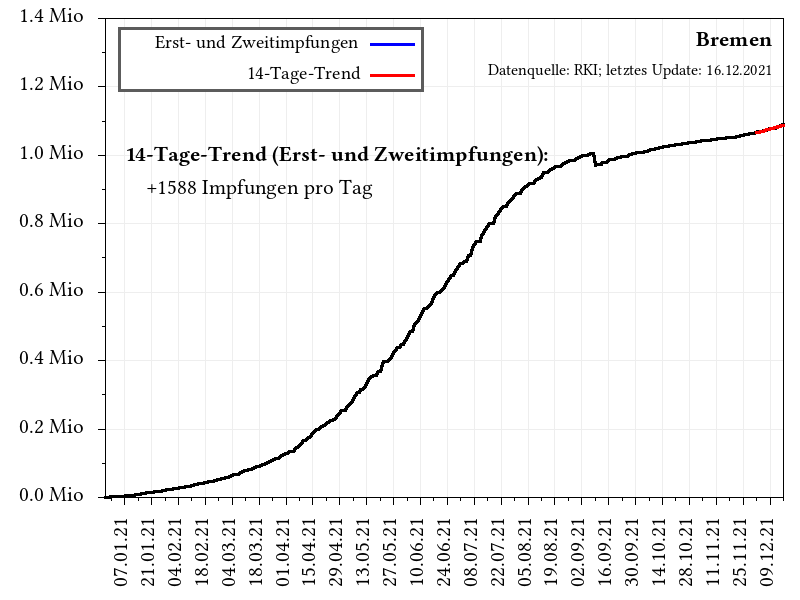 1.4 Mio
1.2 Mio
1.0 Mio
0.8 Mio
0.6 Mio
0.4 Mio
0.2 Mio
0.0 Mio
Erst- und Zweitimpfungen
14-Tage-Trend
Bremen
Datenquelle: RKI; letztes Update: 16.12.2021
14-Tage-Trend (Erst- und Zweitimpfungen):
+1588 Impfungen pro Tag
07.01.21
21.01.21
04.02.21
18.02.21
04.03.21
18.03.21
01.04.21
15.04.21
29.04.21
13.05.21
27.05.21
10.06.21
24.06.21
08.07.21
22.07.21
05.08.21
19.08.21
02.09.21
16.09.21
30.09.21
14.10.21
28.10.21
11.11.21
25.11.21
09.12.21